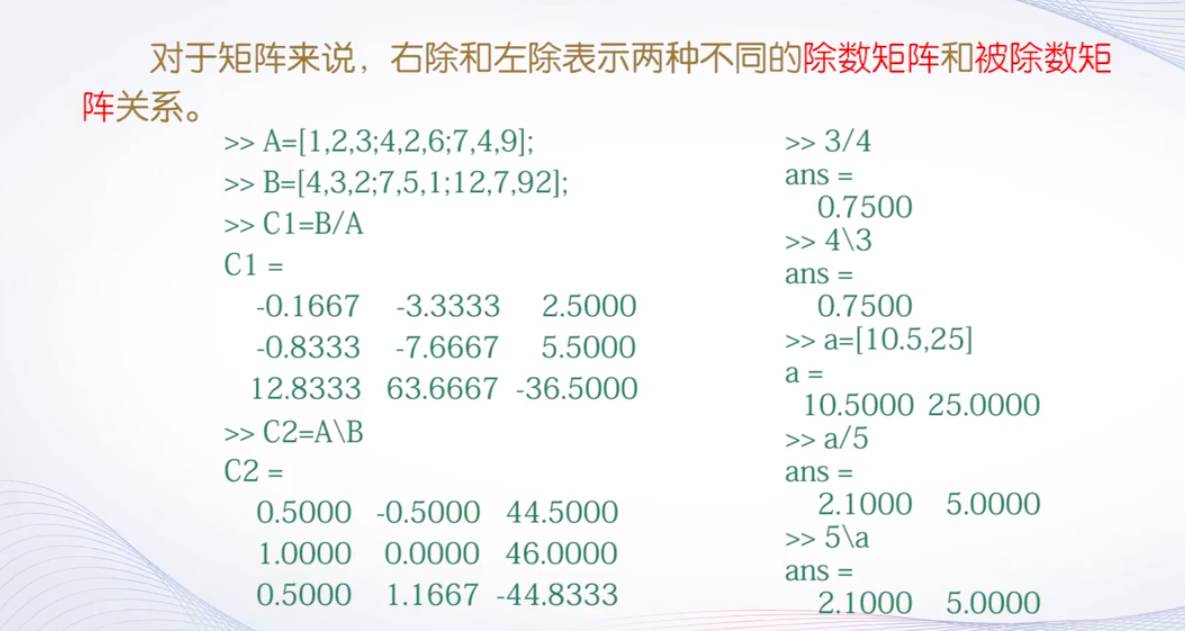 对于矩阵来说，右除和左除表示两种不同的除数矩阵和被除数矩
阵关系。
>> A=[1,2,3;4,2,6;7,4,9];
>> B=[4,3,2;7,5,1;12,7,92];
>> C1=B/A
C1 =
-0.1667 -3.3333 2.5000
-0.8333 -7.6667 5.5000
12.8333 63.6667 -36.5000
>> C2=A\B
C2 =
0.5000 -0.5000 44.5000
1.0000 0.0000 46.0000
0.5000 1.1667 -44.8333
>> 3/4
ans =
0.7500
>> 4\3
ans =
0.7500
>> a=[10.5,25]
a =
10.5000 25.0000
>> a/5
ans =
2.1000 5.0000
>> 5\a
ans =
2.1000 5.0000